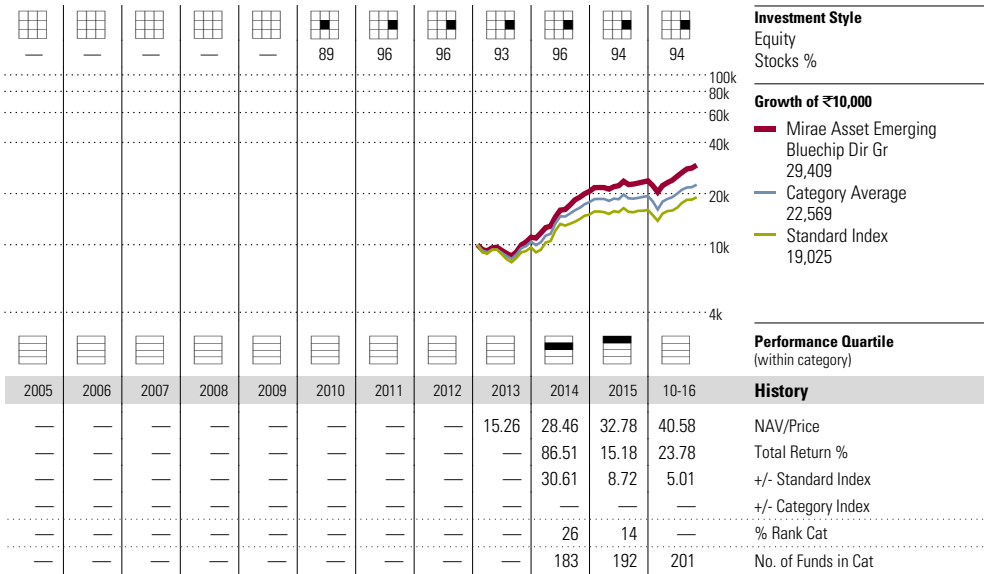 — — — — — 89 96 96 93 96 94 94
Investment Style
Equity
Stocks %
100k
80k
60k
40k
20k
10k
4k
Growth of ₹10,000
Mirae Asset Emerging
Bluechip Dir Gr
29,409
Category Average
22,569
Standard Index
19,025
Performance Quartile
(within category)
2005 2006 2007 2008 2009 2010 2011 2012 2013 2014 2015 10-16 History
— — — — — — — — 15.26 28.46 32.78 40.58 NAV/Price
— — — — — — — — — 86.51 15.18 23.78 Total Return %
— — — — — — — — — 30.61 8.72 5.01 +/- Standard Index
— — — — — — — — — — — — +/- Category Index
— — — — — — — — — 26 14 — % Rank Cat
— — — — — — — — — 183 192 201 No. of Funds in Cat